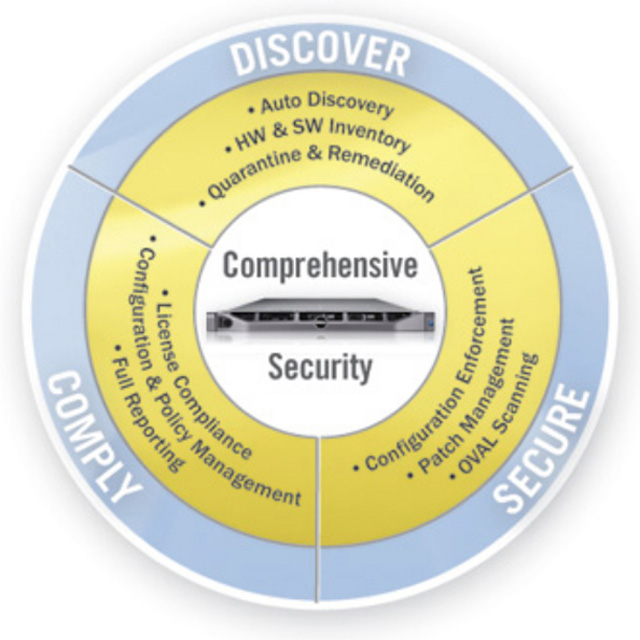 DISCOVER
• Auto Discovery
• HW & SW Inventory
• Quarantine & Remediation
Comprehensive
Security
SECURE
• Configuration Enforcement
• Patch Management
• OVAL Scanning
COMPLY
• License Compliance
• Configuration & Policy Management
• Full Reporting